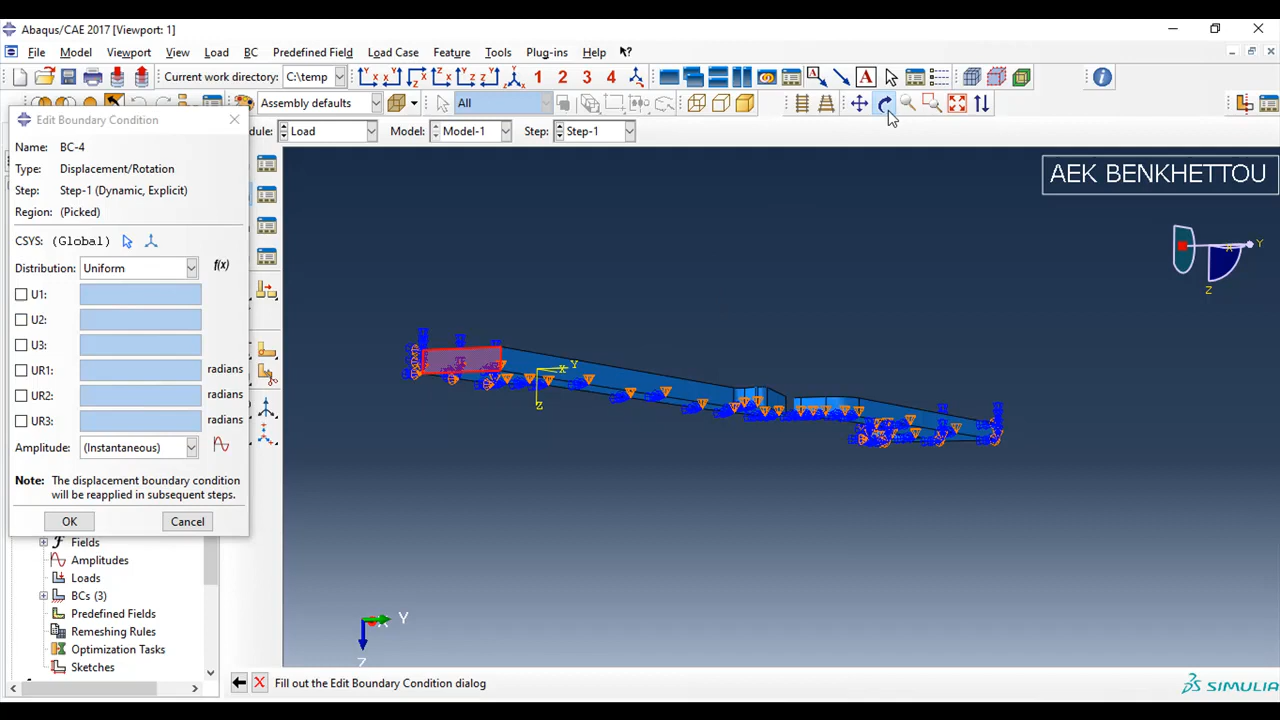 Abaqus/CAE 2017 [Viewport: 1]
File Model Viewport View Load BC Predefined Field Load Case Feature Tools Plug-ins Help
Current work directory: C:\temp
1 2 3 4
A
i
Assembly defaults
All
Edit Boundary Condition
dule: Load Model: Model-1 Step: Step-1
Name: BC-4
Type: Displacement/Rotation
Step: Step-1 (Dynamic, Explicit)
Region: (Picked)
CSYS: (Global)
Distribution: Uniform f(x)
U1:
U2:
U3:
UR1: radians
UR2: radians
UR3: radians
Amplitude: (Instantaneous)
Note: The displacement boundary condition
will be reapplied in subsequent steps.
OK Cancel
Fields
Amplitudes
Loads
BCs (3)
Predefined Fields
Remeshing Rules
Optimization Tasks
Sketches
AEK BENKHETTOU
X Y
Z
X Y
Z
Y
X
Z
Fill out the Edit Boundary Condition dialog
SIMULIA